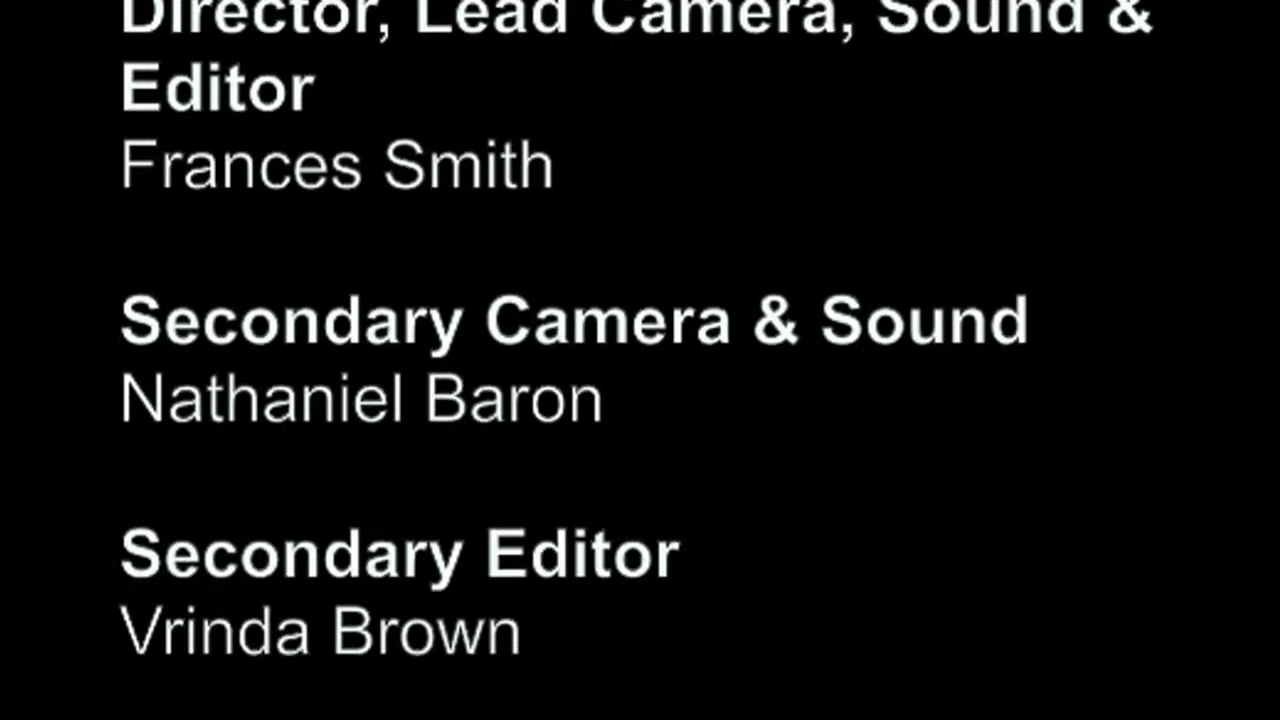 Director, Lead Camera, Sound &
Editor
Frances Smith
Secondary Camera & Sound
Nathaniel Baron
Secondary Editor
Vrinda Brown